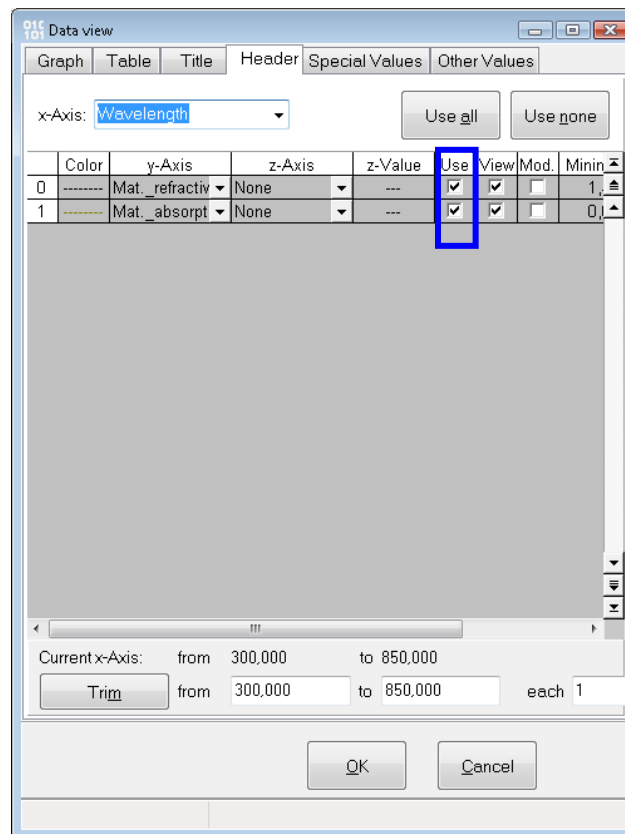 Data view
Graph Table Title Header Special Values Other Values
x-Axis: Wavelength Use all Use none
Color y-Axis z-Axis z-Value Use View Mod. Minin
0 -------- Mat._refractiv None --- 1,
1 -------- Mat._absorpt None --- 0,
Current x-Axis: from 300,000 to 850,000
Trim from 300,000 to 850,000 each 1
OK Cancel